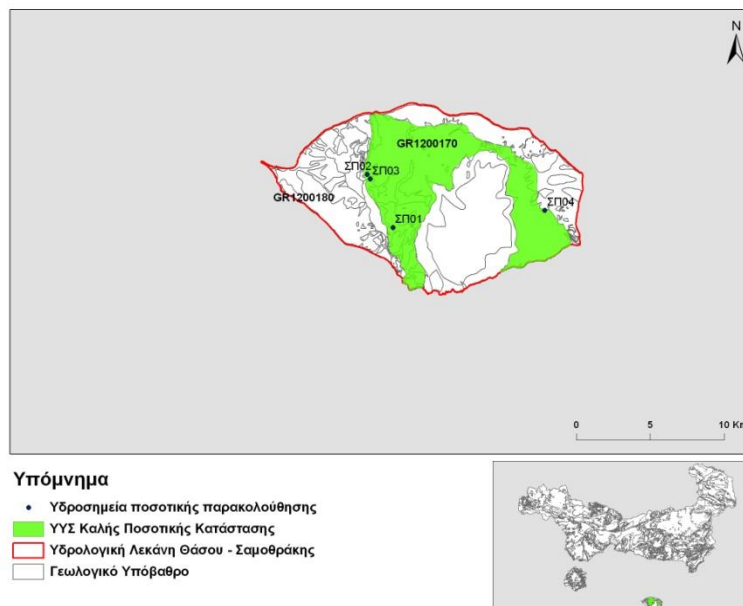 N
GR1200170
ΣΠ02
ΣΠ03
GR1200180
ΣΠ04
ΣΠ01
0 5 10 Km
Υπόμνημα
Υδροσημεία ποσοτικής παρακολούθησης
ΥΥΣ Καλής Ποσοτικής Κατάστασης
Υδρολογική Λεκάνη Θάσου - Σαμοθράκης
Γεωλογικό Υπόβαθρο